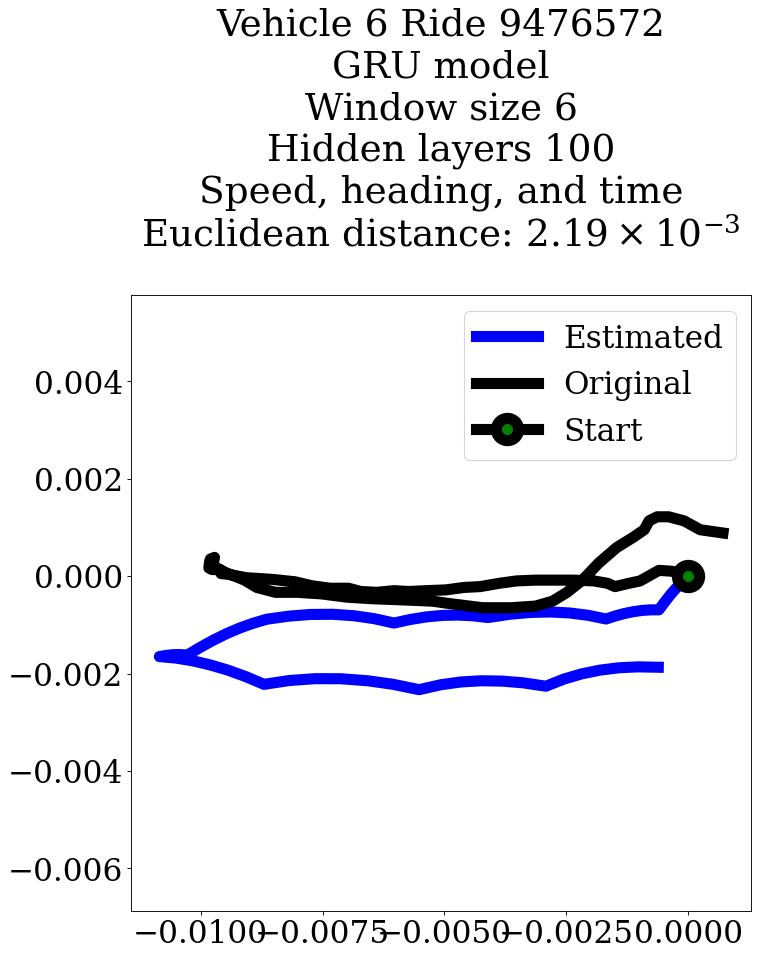 Vehicle 6 Ride 9476572
GRU model
Window size 6
Hidden layers 100
Speed, heading, and time
Euclidean distance: 2.19 × 10⁻³
Estimated
Original
Start
0.004
0.002
0.000
−0.002
−0.004
−0.006
−0.0100 −0.0075 −0.0050 −0.0025 0.0000